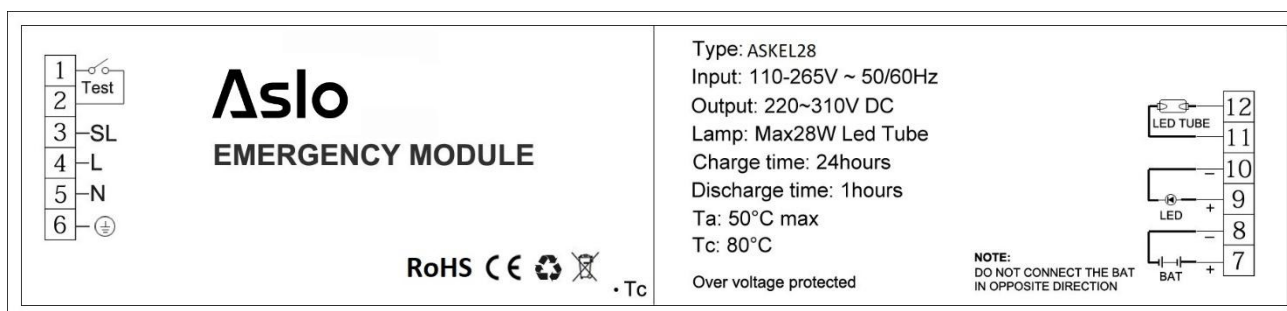 1
2
Test
3 SL
4 L
5 N
6
Aslo
EMERGENCY MODULE
RoHS CE
Tc
Type: ASKEL28
Input: 110-265V ~ 50/60Hz
Output: 220~310V DC
Lamp: Max28W Led Tube
Charge time: 24hours
Discharge time: 1hours
Ta: 50°C max
Tc: 80°C
Over voltage protected
NOTE:
DO NOT CONNECT THE BAT
IN OPPOSITE DIRECTION
12
LED TUBE
11
– 10
LED + 9
– 8
BAT + 7